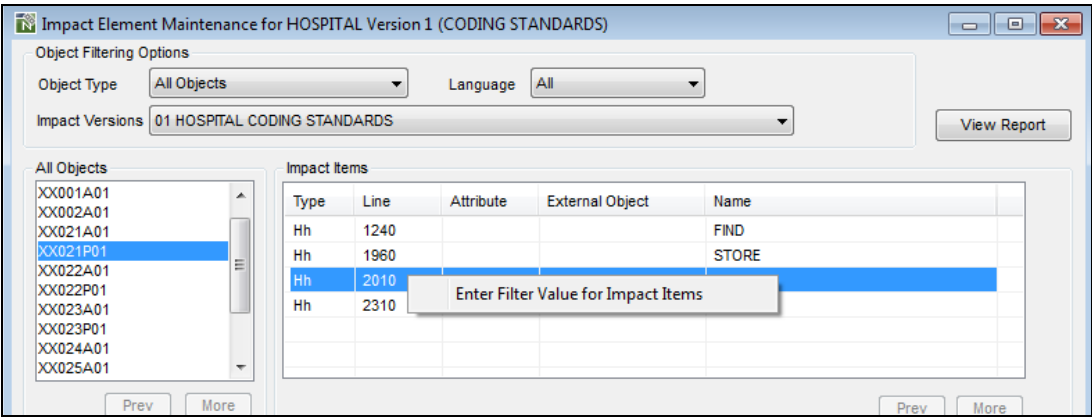 Impact Element Maintenance for HOSPITAL Version 1 (CODING STANDARDS)
Object Filtering Options
Object Type All Objects Language All
Impact Versions 01 HOSPITAL CODING STANDARDS
View Report
All Objects
XX001A01
XX002A01
XX021A01
XX021P01
XX022A01
XX022P01
XX023A01
XX023P01
XX024A01
XX025A01
Prev More
Impact Items
Type Line Attribute External Object Name
Hh 1240 FIND
Hh 1960 STORE
Hh 2010
Enter Filter Value for Impact Items
Hh 2310
Prev More